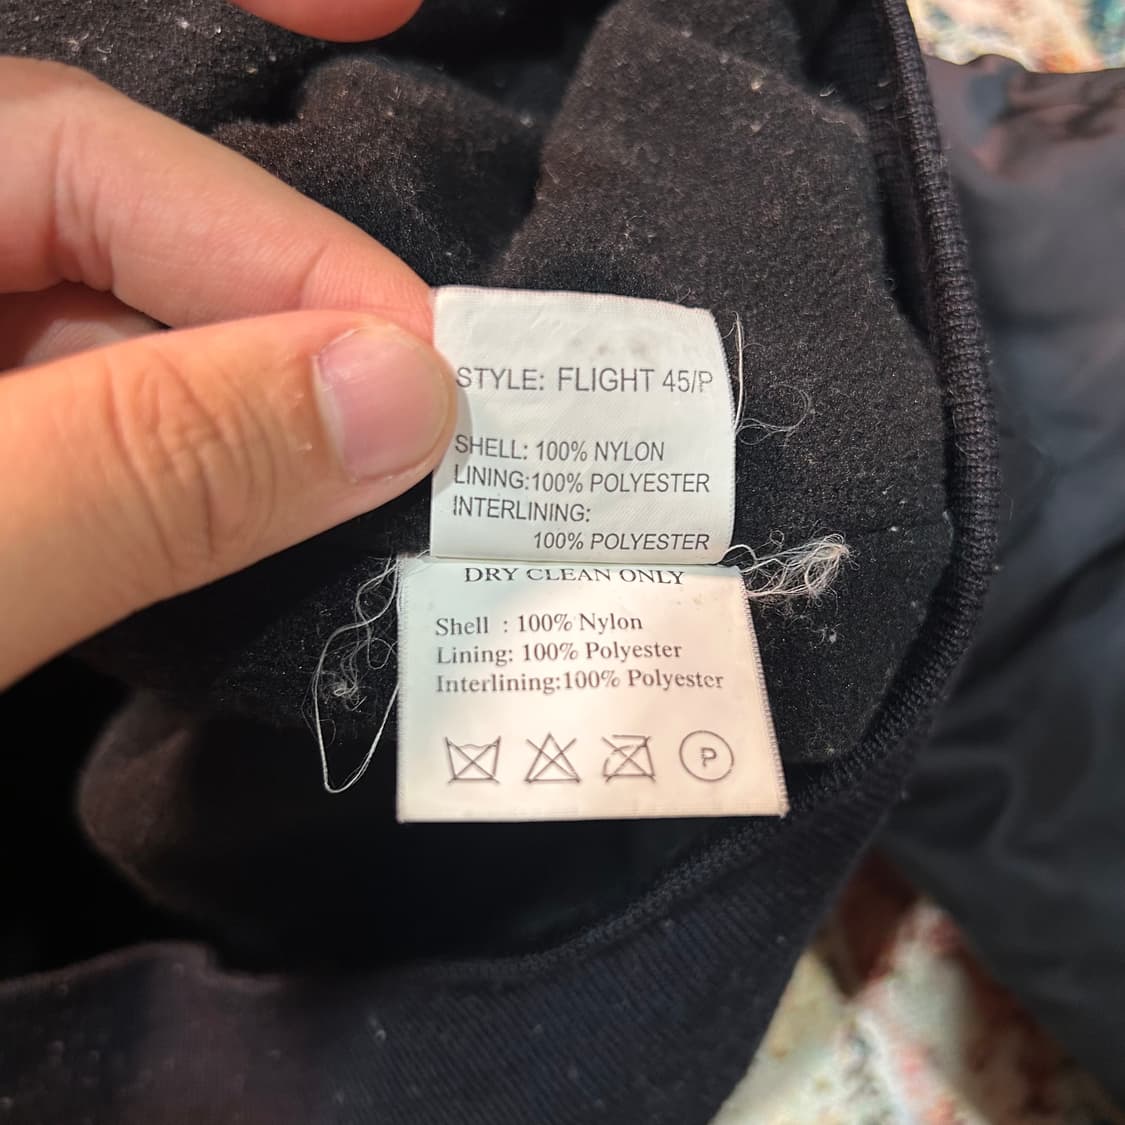 STYLE: FLIGHT 45/P
SHELL: 100% NYLON
LINING:100% POLYESTER
INTERLINING:
100% POLYESTER
DRY CLEAN ONLY
Shell : 100% Nylon
Lining: 100% Polyester
Interlining:100% Polyester
P